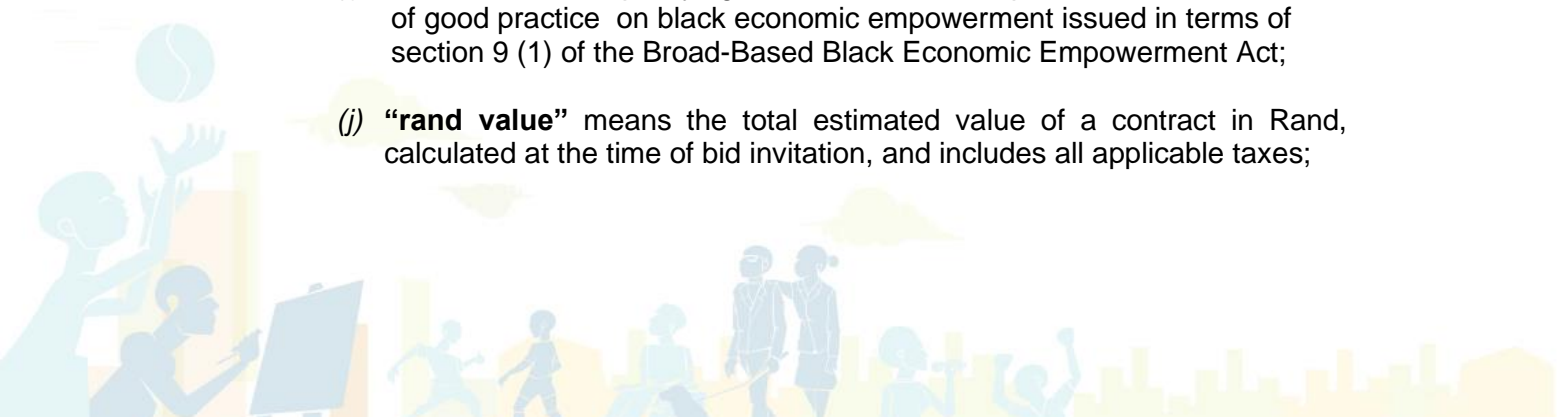 of good practice on black economic empowerment issued in terms of
section 9 (1) of the Broad-Based Black Economic Empowerment Act;
(j) “rand value” means the total estimated value of a contract in Rand,
calculated at the time of bid invitation, and includes all applicable taxes;